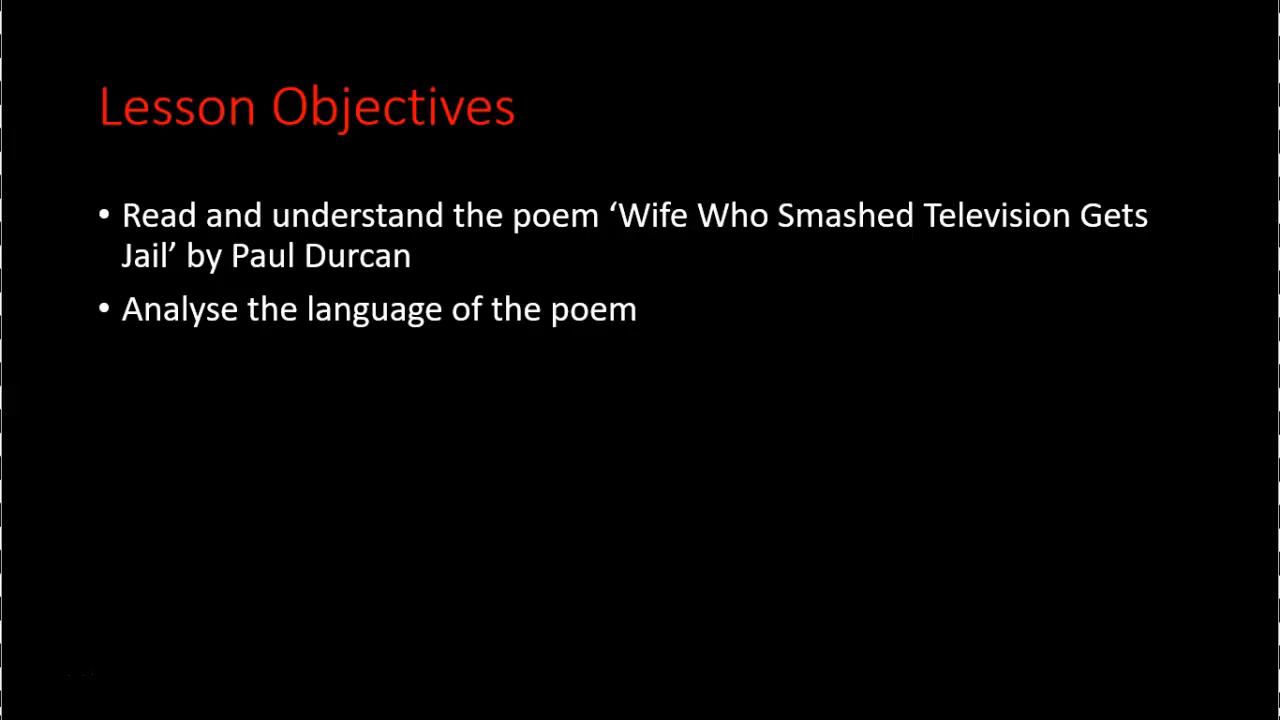 Lesson Objectives
• Read and understand the poem ‘Wife Who Smashed Television Gets
Jail’ by Paul Durcan
• Analyse the language of the poem